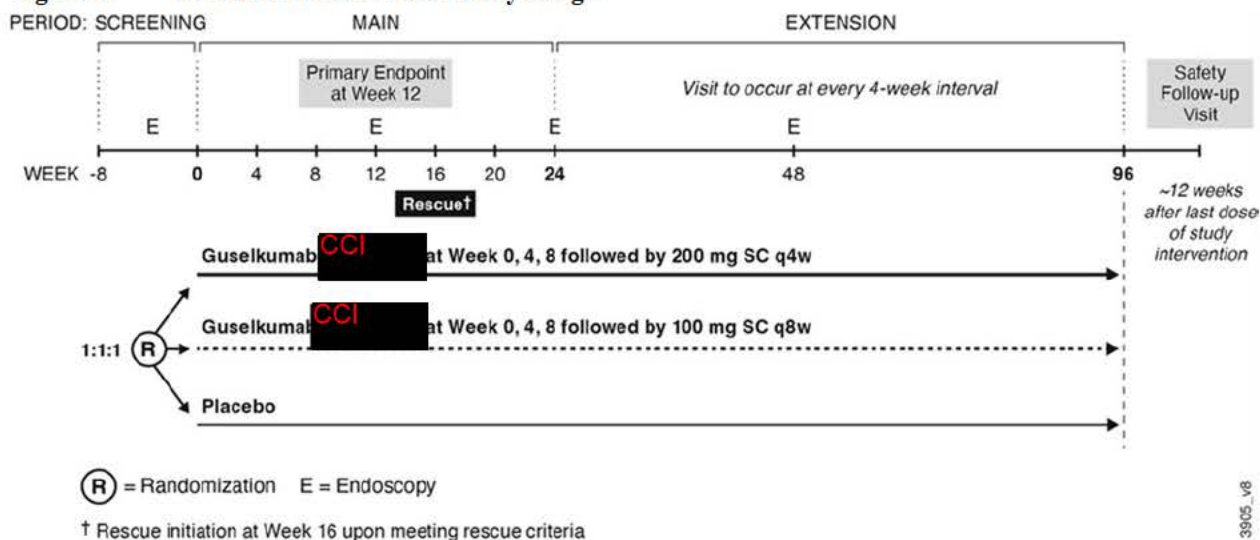 PERIOD: SCREENING MAIN EXTENSION
Primary Endpoint
at Week 12
Visit to occur at every 4-week interval
Safety
Follow-up
Visit
E E E E
WEEK -8 0 4 8 12 16 20 24 48 96
Rescue†
~12 weeks
after last dose
of study
intervention
Guselkumab CCI at Week 0, 4, 8 followed by 200 mg SC q4w
CCI at Week 0, 4, 8 followed by 100 mg SC q8w
1:1:1 R
Placebo
R = Randomization E = Endoscopy
† Rescue initiation at Week 16 upon meeting rescue criteria
3905_v8